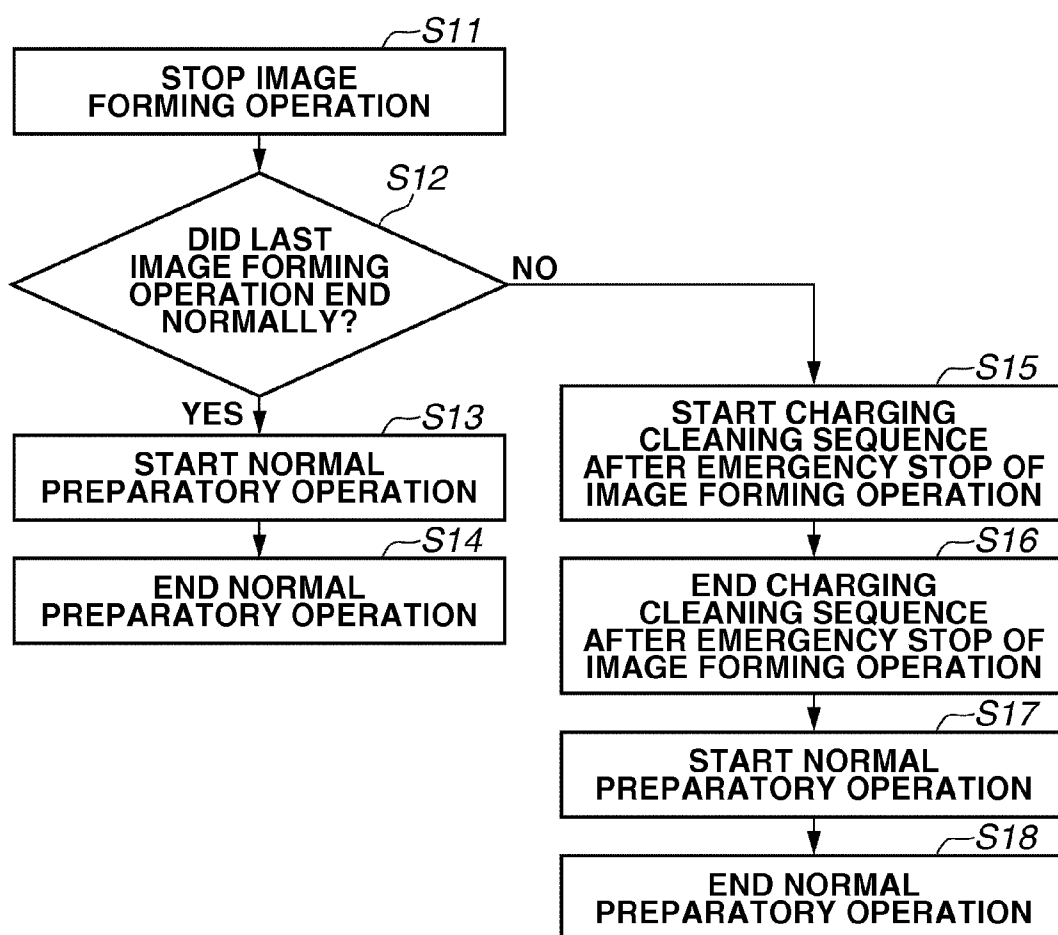 S11
STOP IMAGE
FORMING OPERATION
S12
DID LAST
IMAGE FORMING
OPERATION END
NORMALLY?
NO
YES
S13
START NORMAL
PREPARATORY OPERATION
S14
END NORMAL
PREPARATORY OPERATION
S15
START CHARGING
CLEANING SEQUENCE
AFTER EMERGENCY STOP OF
IMAGE FORMING OPERATION
S16
END CHARGING
CLEANING SEQUENCE
AFTER EMERGENCY STOP OF
IMAGE FORMING OPERATION
S17
START NORMAL
PREPARATORY OPERATION
S18
END NORMAL
PREPARATORY OPERATION